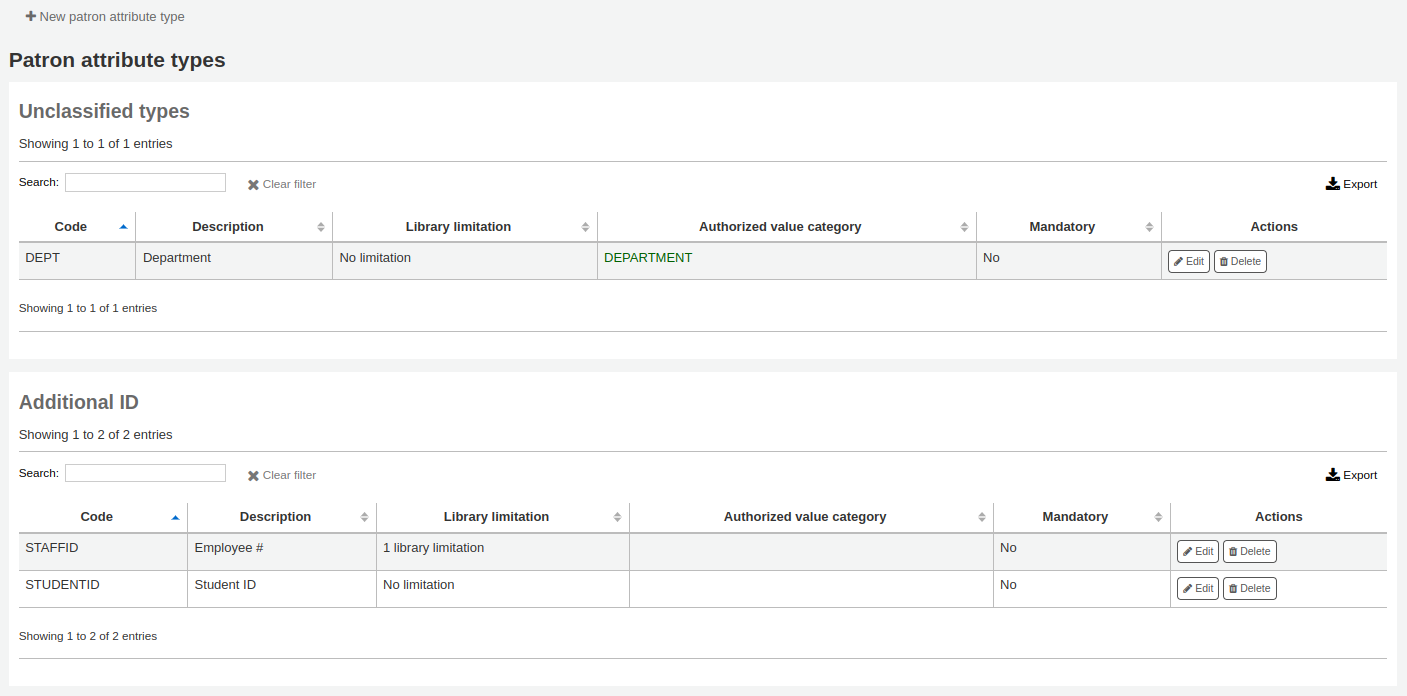 New patron attribute type
Patron attribute types
Unclassified types
Showing 1 to 1 of 1 entries
Search: Clear filter Export
Code Description Library limitation Authorized value category Mandatory Actions
DEPT Department No limitation DEPARTMENT No Edit Delete
Showing 1 to 1 of 1 entries
Additional ID
Showing 1 to 2 of 2 entries
Search: Clear filter Export
Code Description Library limitation Authorized value category Mandatory Actions
STAFFID Employee # 1 library limitation No Edit Delete
STUDENTID Student ID No limitation No Edit Delete
Showing 1 to 2 of 2 entries